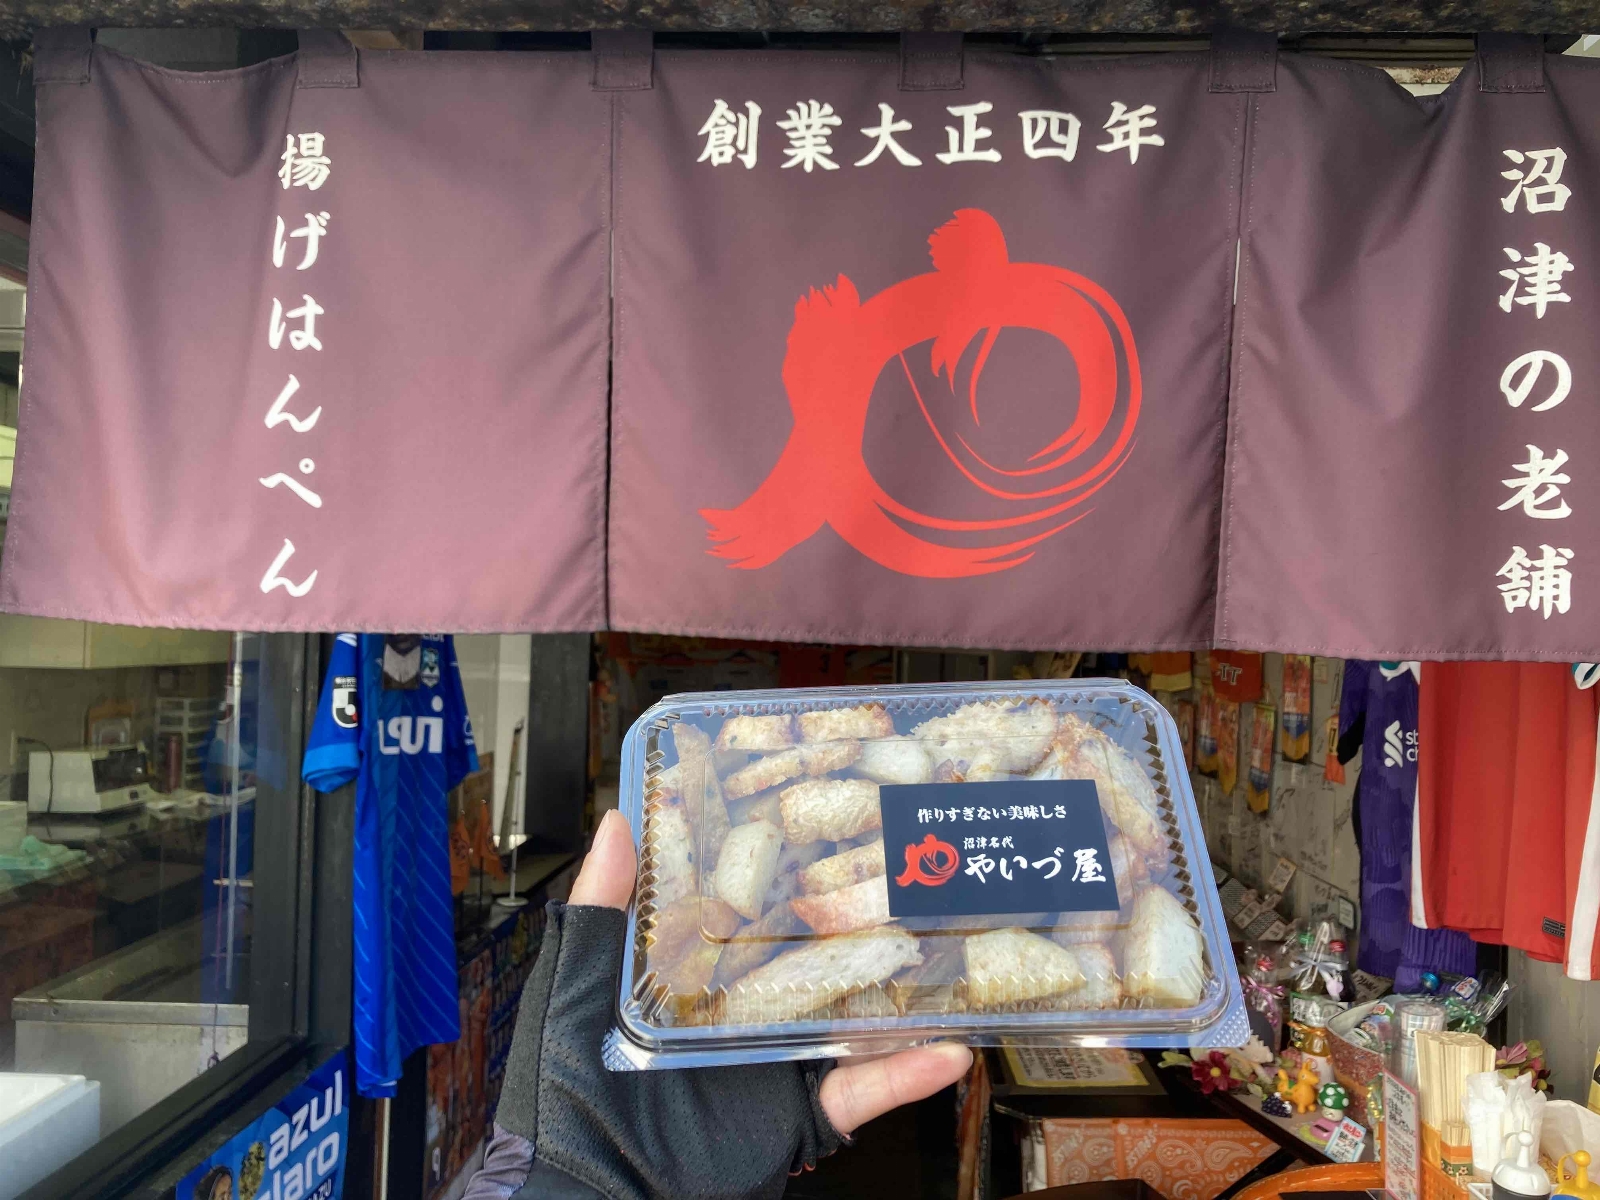 創業大正四年
沼津の老舗
揚げはんぺん
作りすぎない美味しさ
沼津名代
やいづ屋
azul
claro